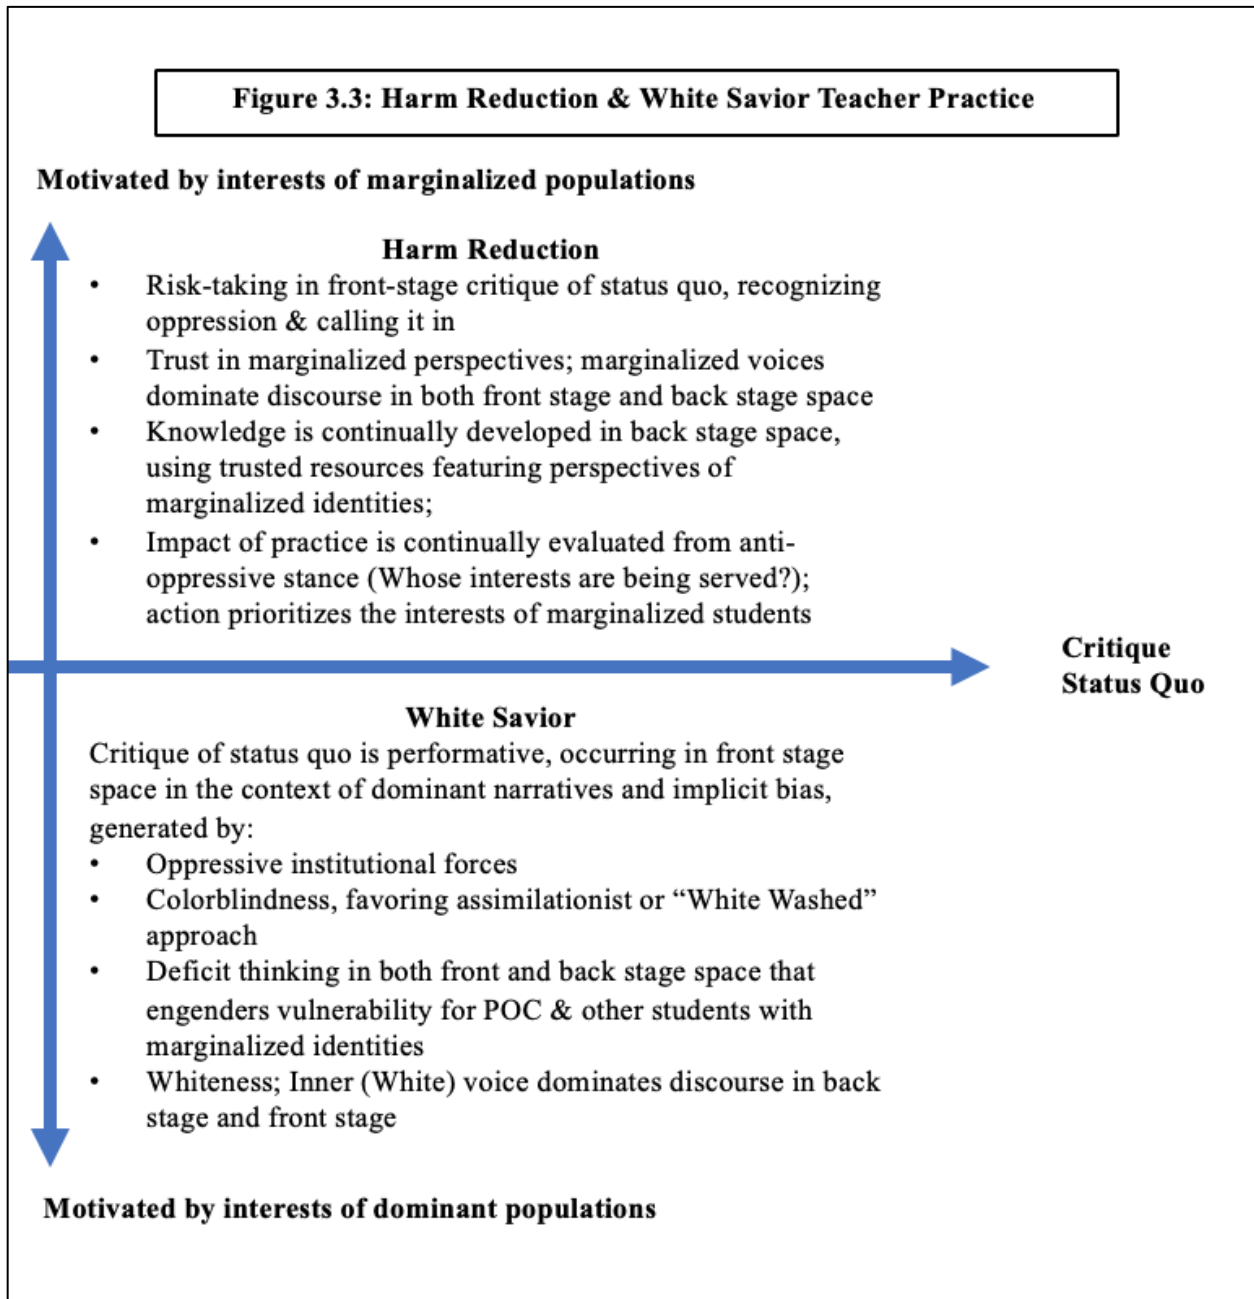 Figure 3.3: Harm Reduction & White Savior Teacher Practice
Motivated by interests of marginalized populations
Harm Reduction
• Risk-taking in front-stage critique of status quo, recognizing
oppression & calling it in
• Trust in marginalized perspectives; marginalized voices
dominate discourse in both front stage and back stage space
• Knowledge is continually developed in back stage space,
using trusted resources featuring perspectives of
marginalized identities;
• Impact of practice is continually evaluated from anti-
oppressive stance (Whose interests are being served?);
action prioritizes the interests of marginalized students
Critique
Status Quo
White Savior
Critique of status quo is performative, occurring in front stage
space in the context of dominant narratives and implicit bias,
generated by:
• Oppressive institutional forces
• Colorblindness, favoring assimilationist or “White Washed”
approach
• Deficit thinking in both front and back stage space that
engenders vulnerability for POC & other students with
marginalized identities
• Whiteness; Inner (White) voice dominates discourse in back
stage and front stage
Motivated by interests of dominant populations